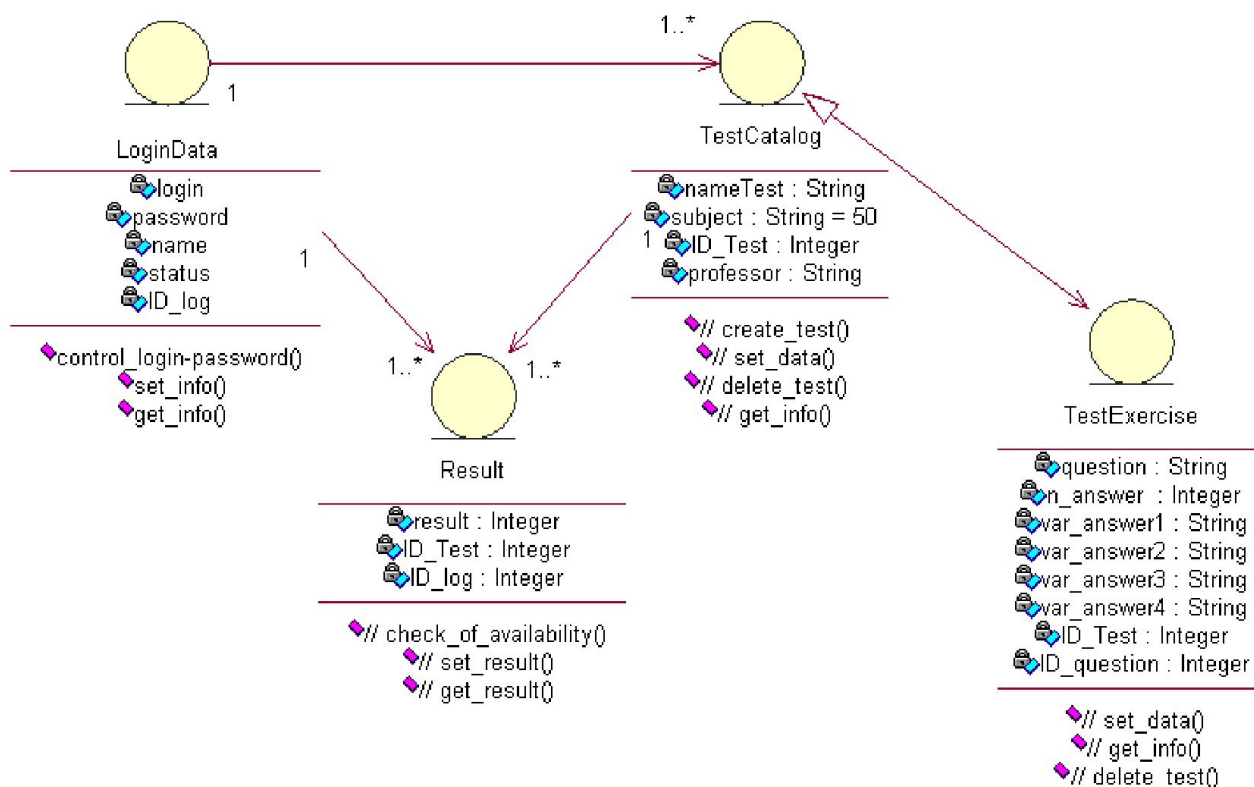 1
1..*
LoginData
login
password
name
status
ID_log
control_login-password()
set_info()
get_info()
TestCatalog
nameTest : String
subject : String = 50
ID_Test : Integer
professor : String
// create_test()
// set_data()
// delete_test()
// get_info()
1
1..*
1
1..*
Result
result : Integer
ID_Test : Integer
ID_log : Integer
// check_of_availability()
// set_result()
// get_result()
TestExercise
question : String
n_answer : Integer
var_answer1 : String
var_answer2 : String
var_answer3 : String
var_answer4 : String
ID_Test : Integer
ID_question : Integer
// set_data()
// get_info()
// delete_test()